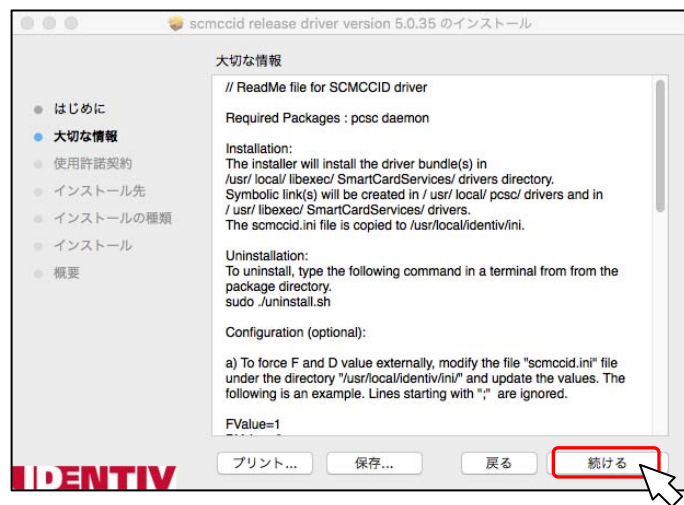 scmccid release driver version 5.0.35 のインストール
大切な情報
はじめに
大切な情報
使用許諾契約
インストール先
インストールの種類
インストール
概要
// ReadMe file for SCMCCID driver
Required Packages : pcsc daemon
Installation:
The installer will install the driver bundle(s) in
/usr/ local/ libexec/ SmartCardServices/ drivers directory.
Symbolic link(s) will be created in / usr/ local/ pcsc/ drivers and in
/ usr/ libexec/ SmartCardServices/ drivers.
The scmccid.ini file is copied to /usr/local/identiv/ini.
Uninstallation:
To uninstall, type the following command in a terminal from from the
package directory.
sudo ./uninstall.sh
Configuration (optional):
a) To force F and D value externally, modify the file "scmccid.ini" file
under the directory "/usr/local/identiv/ini/" and update the values. The
following is an example. Lines starting with ";"  are ignored.
FValue=1
プリント...
保存...
戻る
続ける
IDENTIV